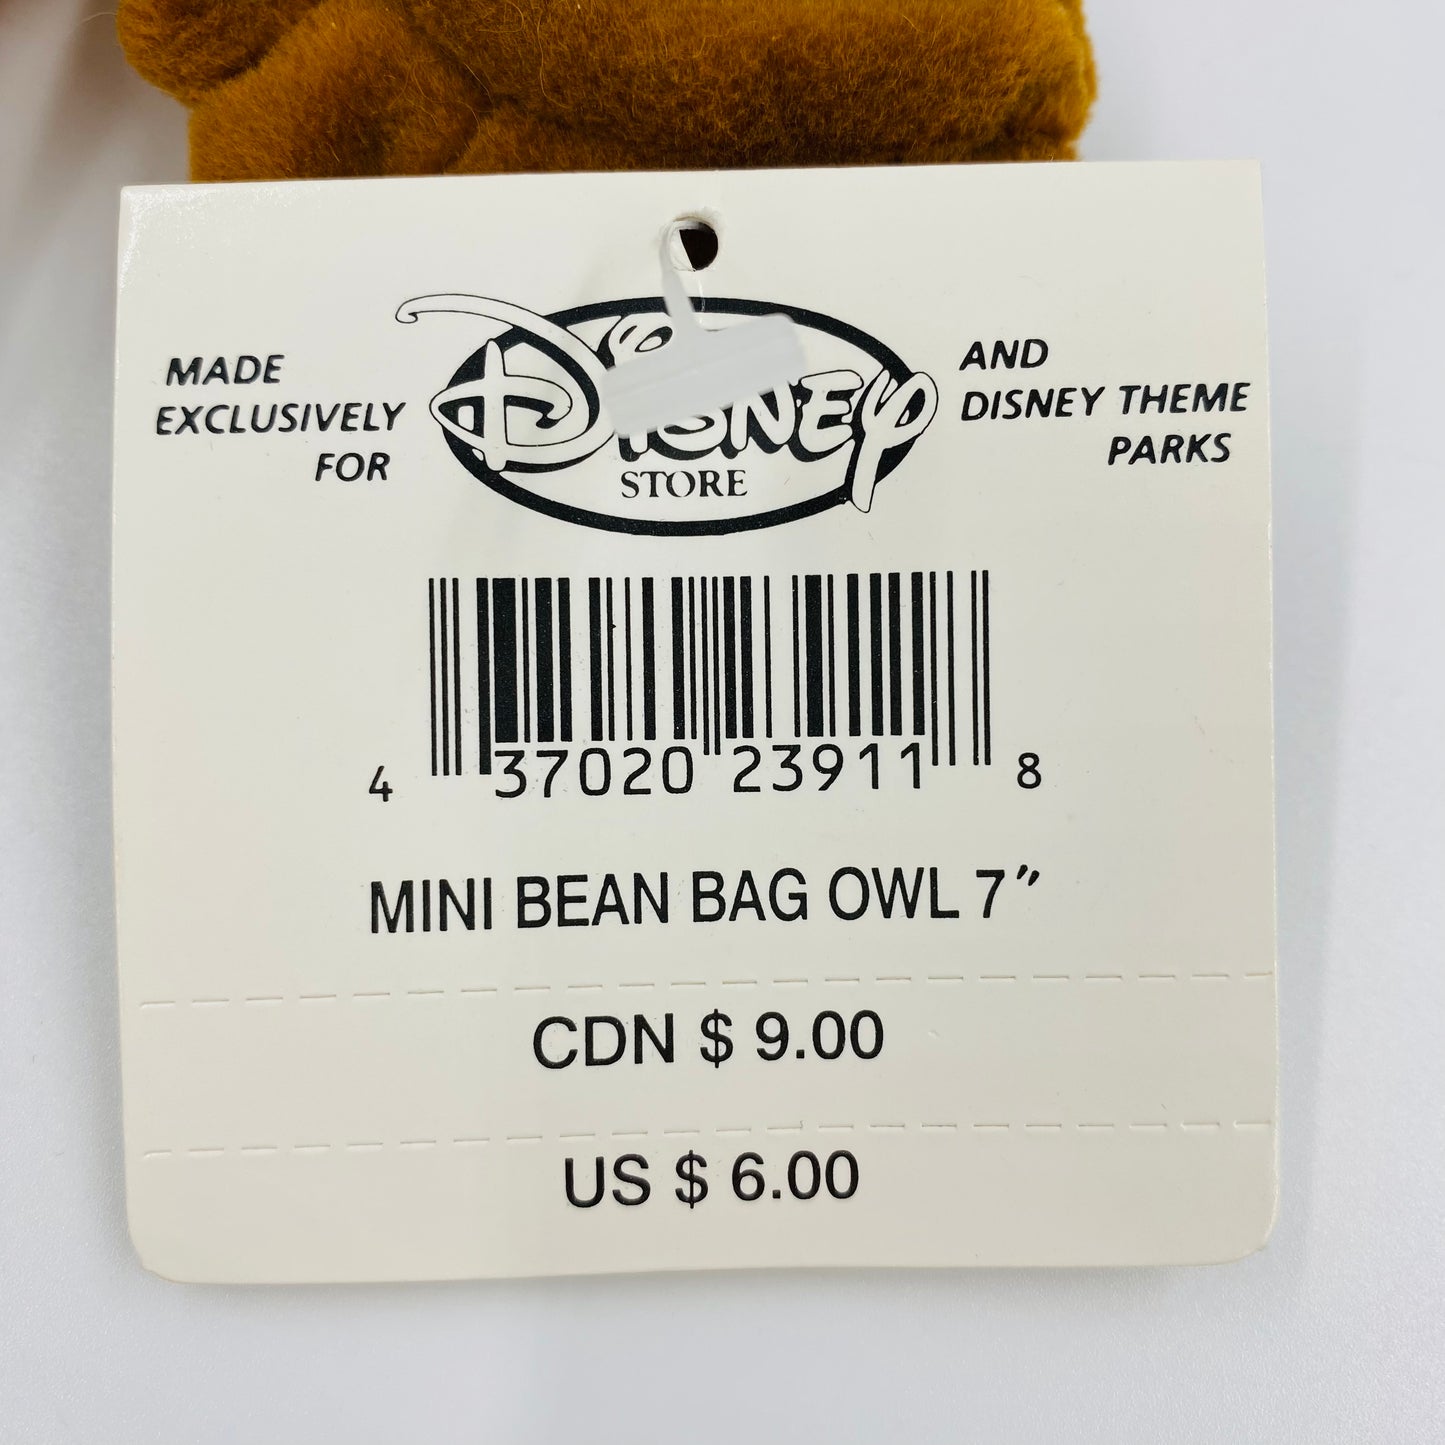 MADE
EXCLUSIVELY
FOR
Disney
STORE
AND
DISNEY THEME
PARKS
4 37020 23911 8
MINI BEAN BAG OWL 7"
CDN $ 9.00
US $ 6.00